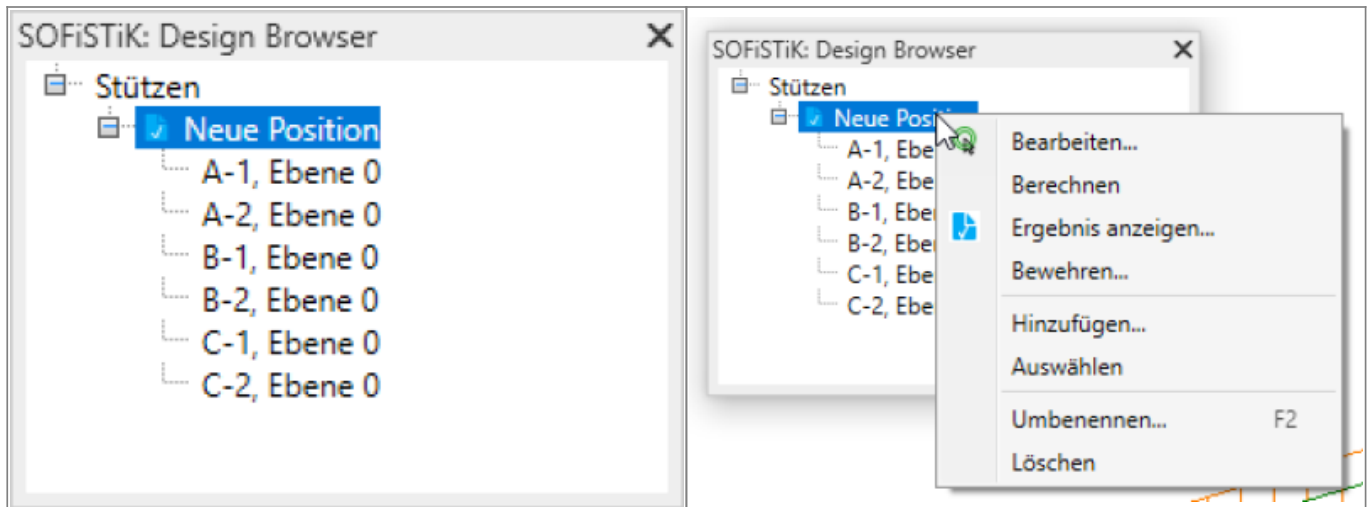 SOFiSTiK: Design Browser
Stützen
Neue Position
A-1, Ebene 0
A-2, Ebene 0
B-1, Ebene 0
B-2, Ebene 0
C-1, Ebene 0
C-2, Ebene 0
SOFiSTiK: Design Browser
Stützen
Neue Posi
A-1, Ebe
A-2, Ebe
B-1, Ebe
B-2, Ebe
C-1, Ebe
C-2, Ebe
Bearbeiten...
Berechnen
Ergebnis anzeigen...
Bewehren...
Hinzufügen...
Auswählen
Umbenennen... F2
Löschen